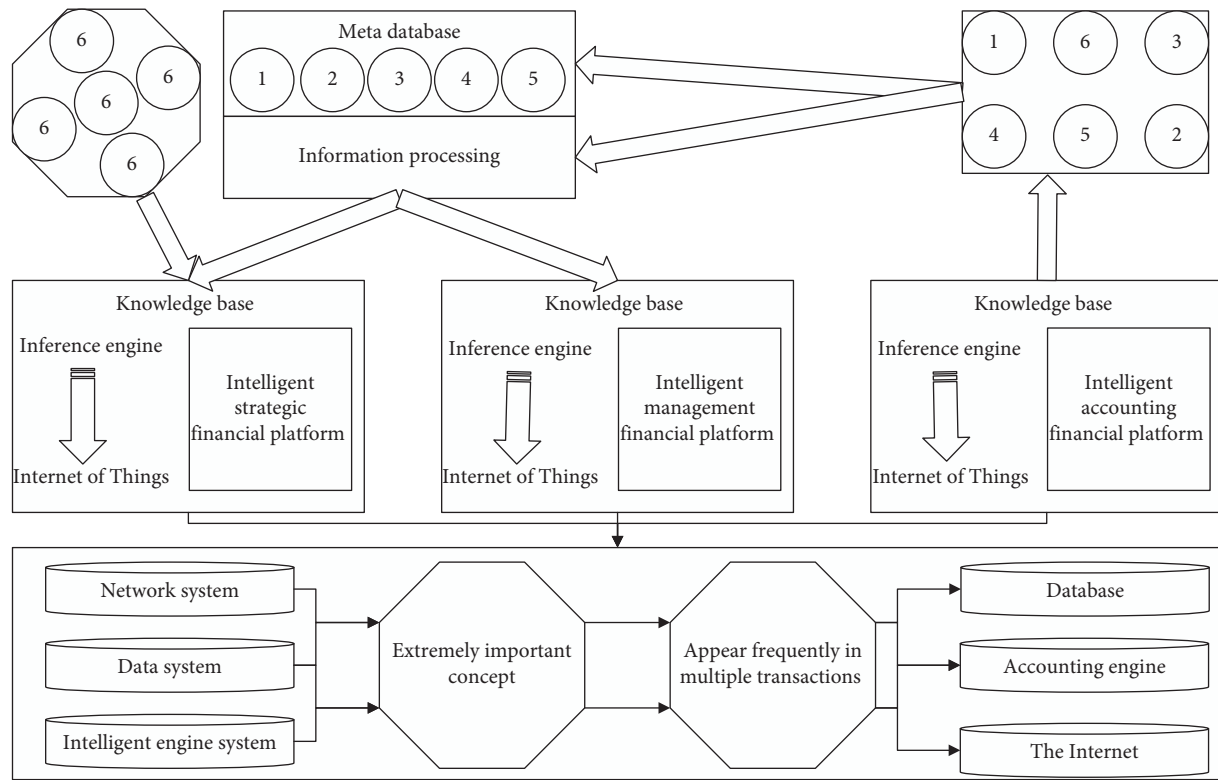 6
6
6
6
6
Meta database
1 2 3 4 5
Information processing
1 6 3
4 5 2
Knowledge base
Inference engine
Internet of Things
Intelligent
strategic
financial platform
Knowledge base
Inference engine
Internet of Things
Intelligent
management
financial platform
Knowledge base
Inference engine
Internet of Things
Intelligent
accounting
financial platform
Network system
Data system
Intelligent engine system
Extremely important
concept
Appear frequently in
multiple transactions
Database
Accounting engine
The Internet